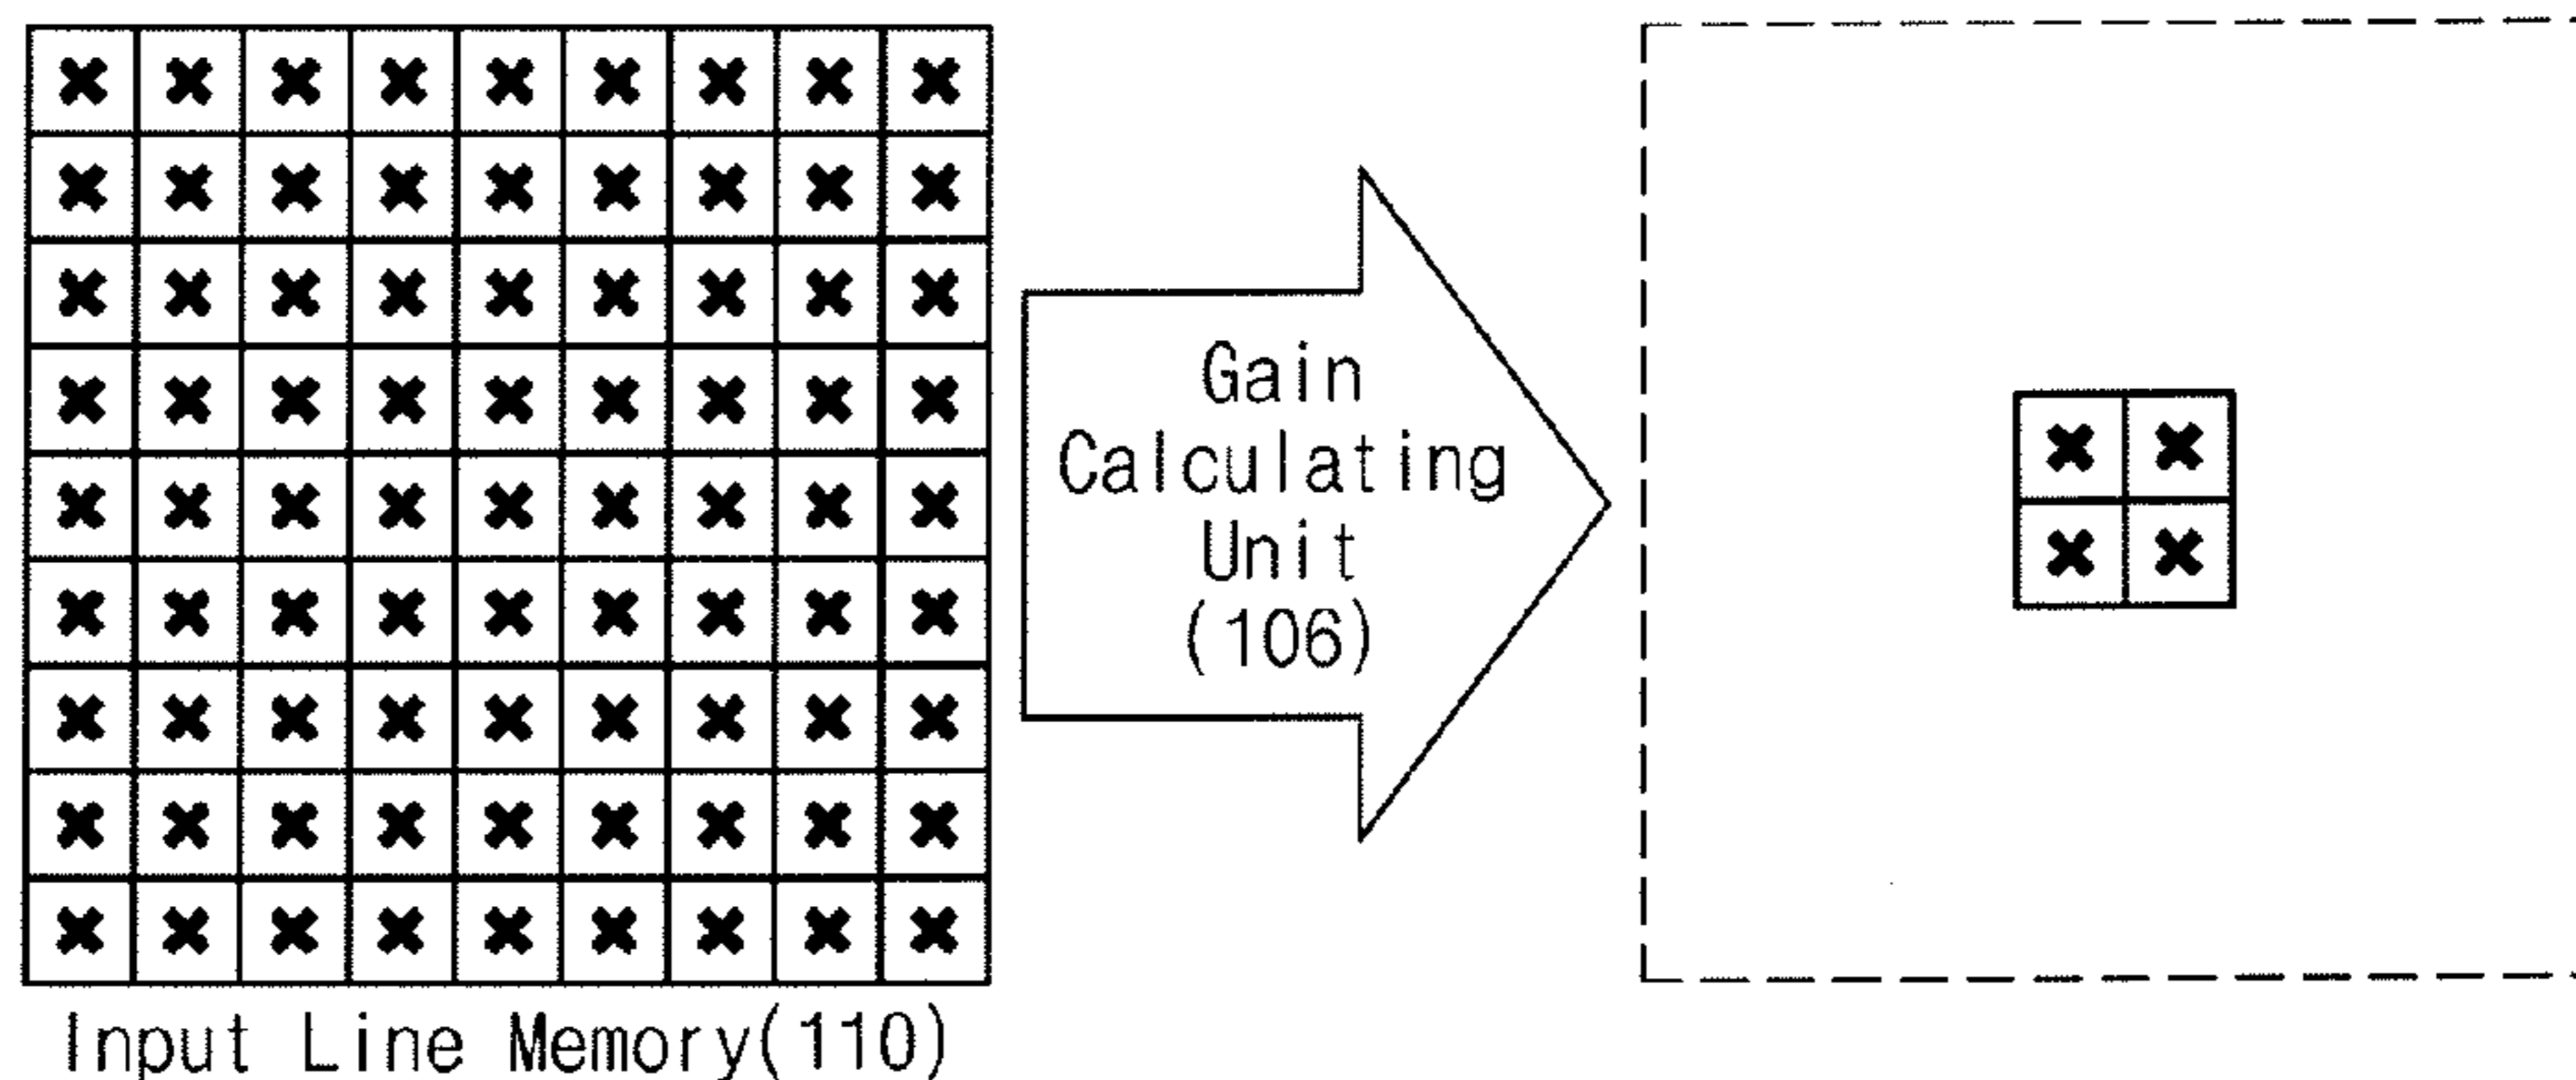 Gain
Calculating
Unit
(106)
Input Line Memory(110)